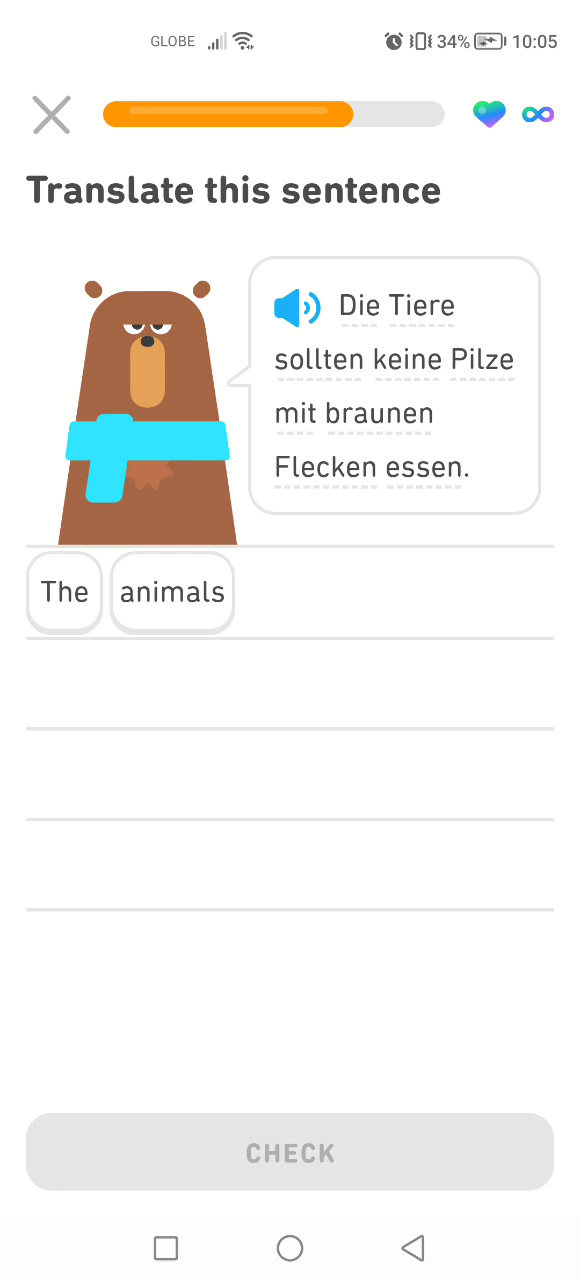 GLOBE 34% 10:05
Translate this sentence
Die Tiere
sollten keine Pilze
mit braunen
Flecken essen.
The animals
CHECK